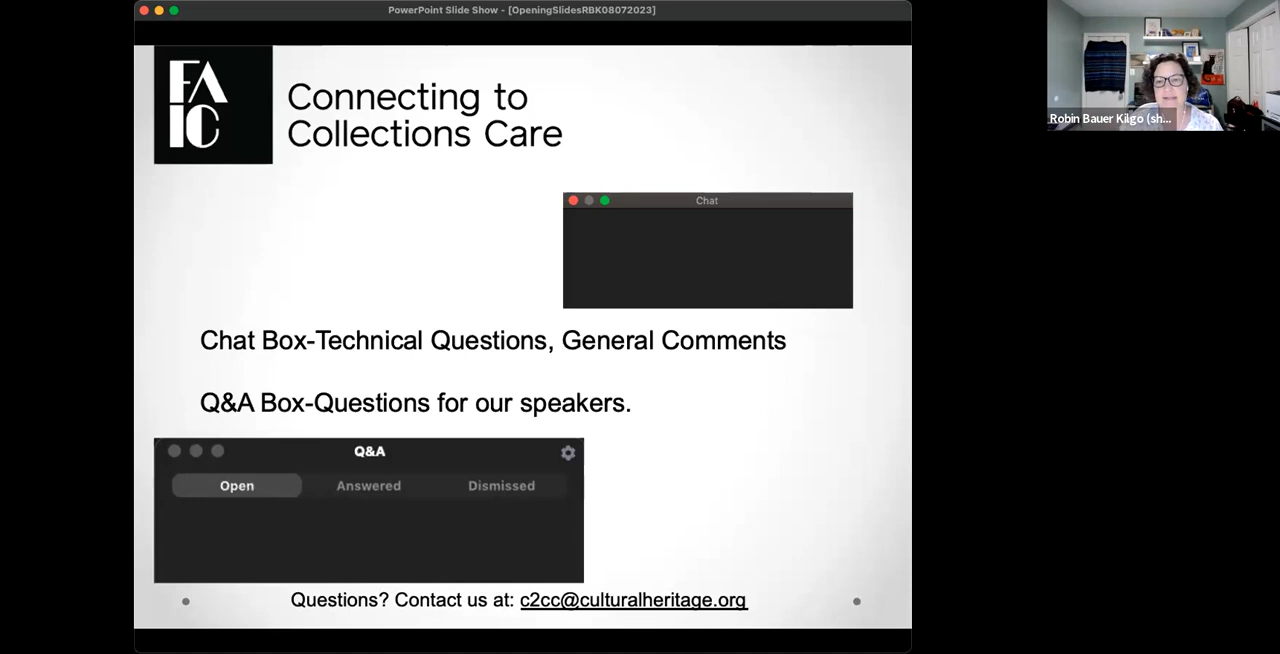 PowerPoint Slide Show - [OpeningSlidesRBK08072023]
FA
IC
Connecting to
Collections Care
Robin Bauer Kilgo (sh...
Chat
Chat Box-Technical Questions, General Comments
Q&A Box-Questions for our speakers.
Q&A
Open Answered Dismissed
Questions? Contact us at: c2cc@culturalheritage.org